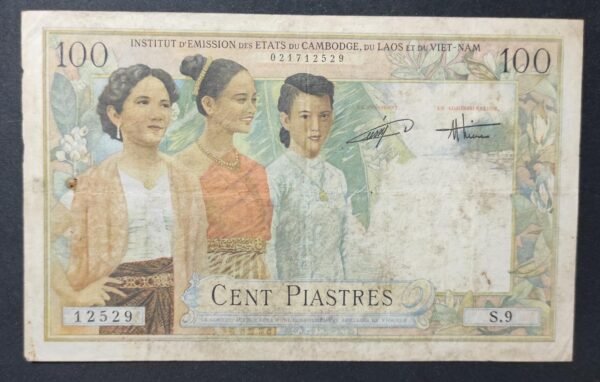 INSTITUT D'EMISSION DES ETATS DU CAMBODGE, DU LAOS ET DU VIET-NAM
100 021712529 100
CENT PIASTRES
12529 S.9